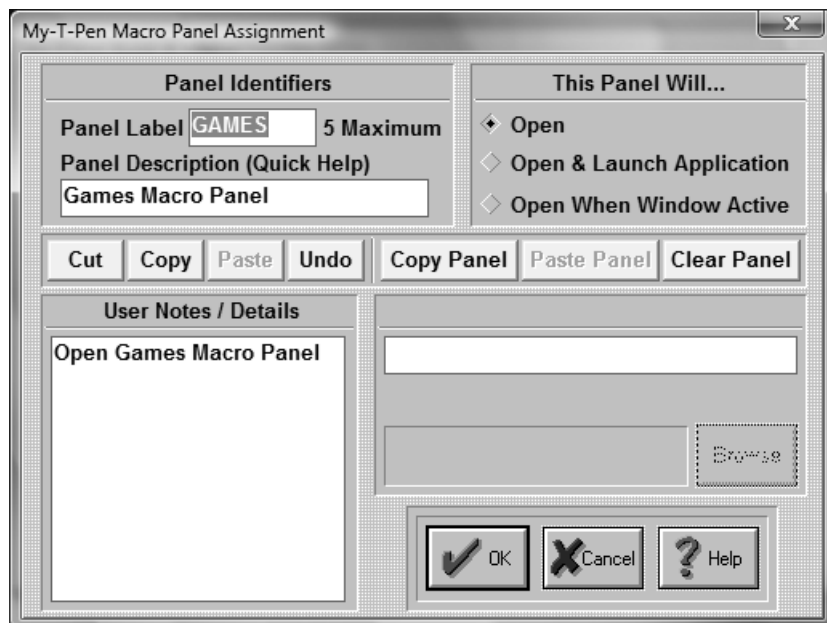 My-T-Pen Macro Panel Assignment
x
Panel Identifiers
Panel Label GAMES 5 Maximum
Panel Description (Quick Help)
Games Macro Panel
This Panel Will...
Open
Open & Launch Application
Open When Window Active
Cut Copy Paste Undo Copy Panel Paste Panel Clear Panel
User Notes / Details
Open Games Macro Panel
Browse
OK Cancel Help